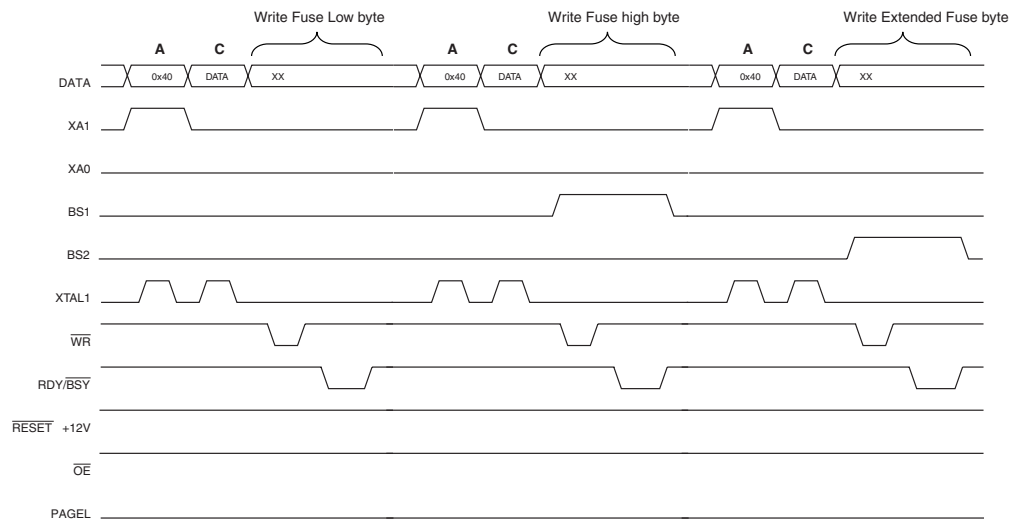 Write Fuse Low byte Write Fuse high byte Write Extended Fuse byte
A C A C A C
DATA 0x40 DATA XX 0x40 DATA XX 0x40 DATA XX
XA1
XA0
BS1
BS2
XTAL1
WR
RDY/BSY
RESET +12V
OE
PAGEL